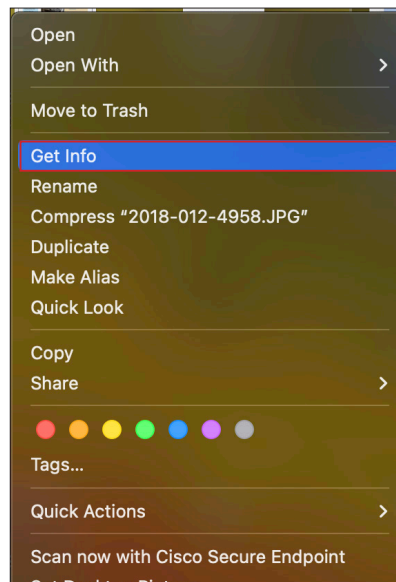 Open
Open With
Move to Trash
Get Info
Rename
Compress “2018-012-4958.JPG”
Duplicate
Make Alias
Quick Look
Copy
Share
Tags...
Quick Actions
Scan now with Cisco Secure Endpoint